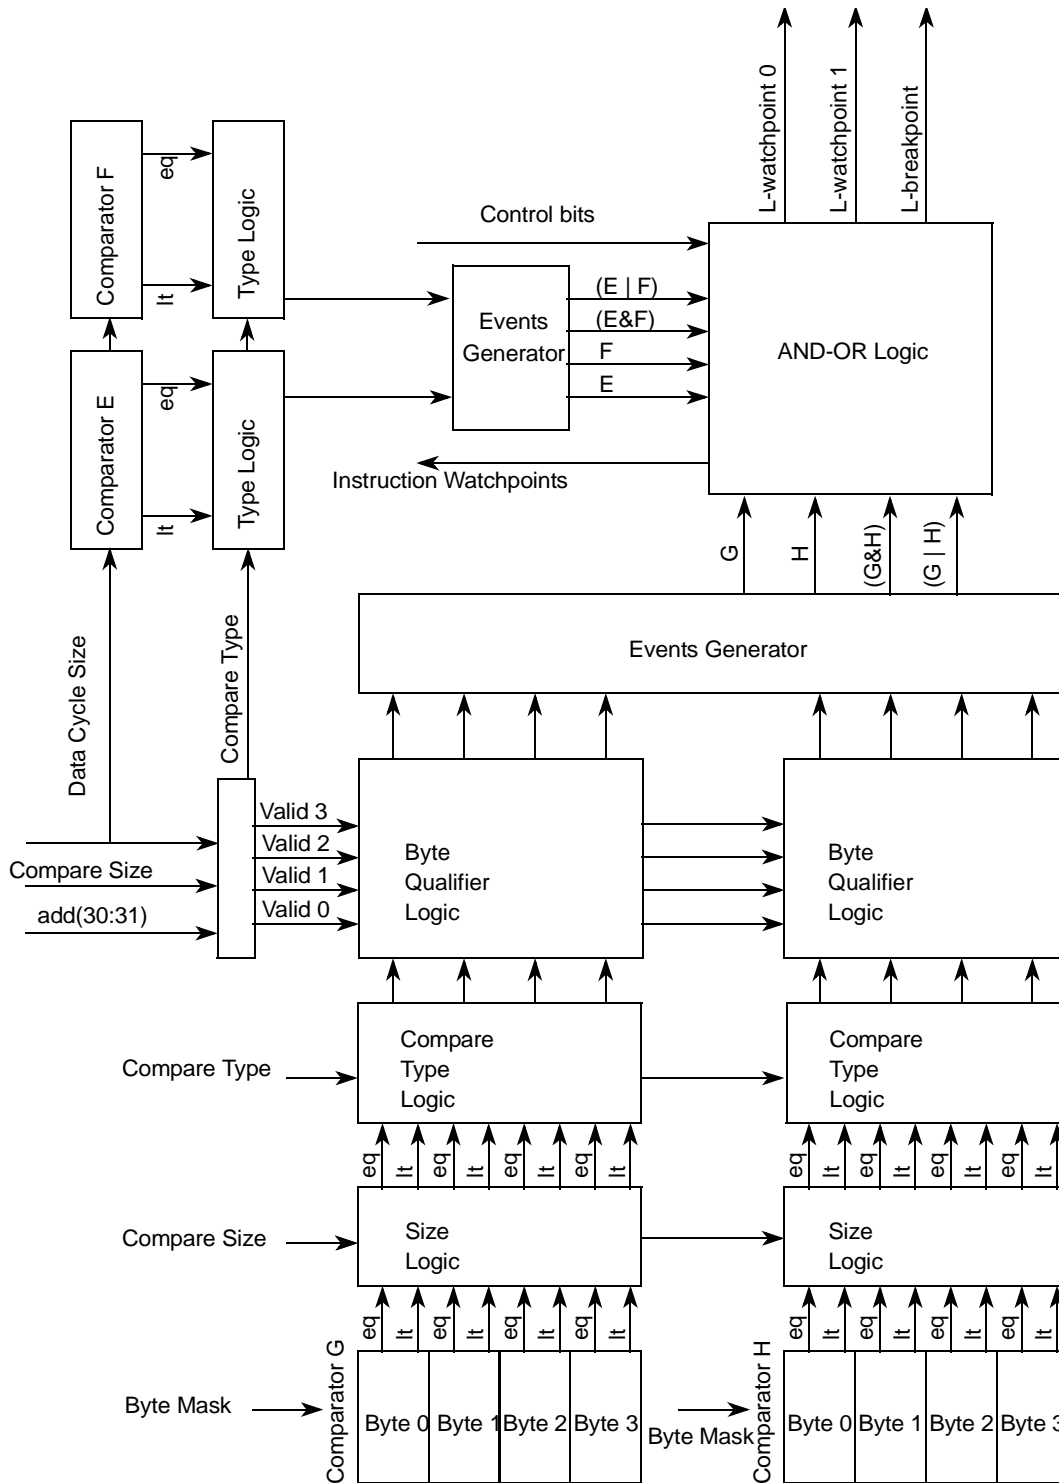 L-watchpoint 0
L-watchpoint 1
L-breakpoint
Comparator F
eq
lt
Type Logic
Control bits
Events
Generator
(E | F)
(E&F)
F
E
AND-OR Logic
Comparator E
eq
lt
Type Logic
Instruction Watchpoints
G
H
(G&H)
(G | H)
Events Generator
Data Cycle Size
Compare Type
Compare Size
add(30:31)
Valid 3
Valid 2
Valid 1
Valid 0
Byte
Qualifier
Logic
Byte
Qualifier
Logic
Compare Type
Compare
Type
Logic
Compare
Type
Logic
eq lt eq lt eq lt eq lt
eq lt eq lt eq lt eq lt
Compare Size
Size
Logic
Size
Logic
eq lt eq lt eq lt eq lt
eq lt eq lt eq lt eq lt
Byte Mask
Comparator G
Byte 0 Byte 1 Byte 2 Byte 3
Byte Mask
Comparator H
Byte 0 Byte 1 Byte 2 Byte 3